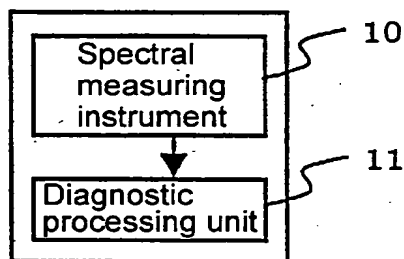 Spectral
measuring
instrument
10
Diagnostic
processing unit
11